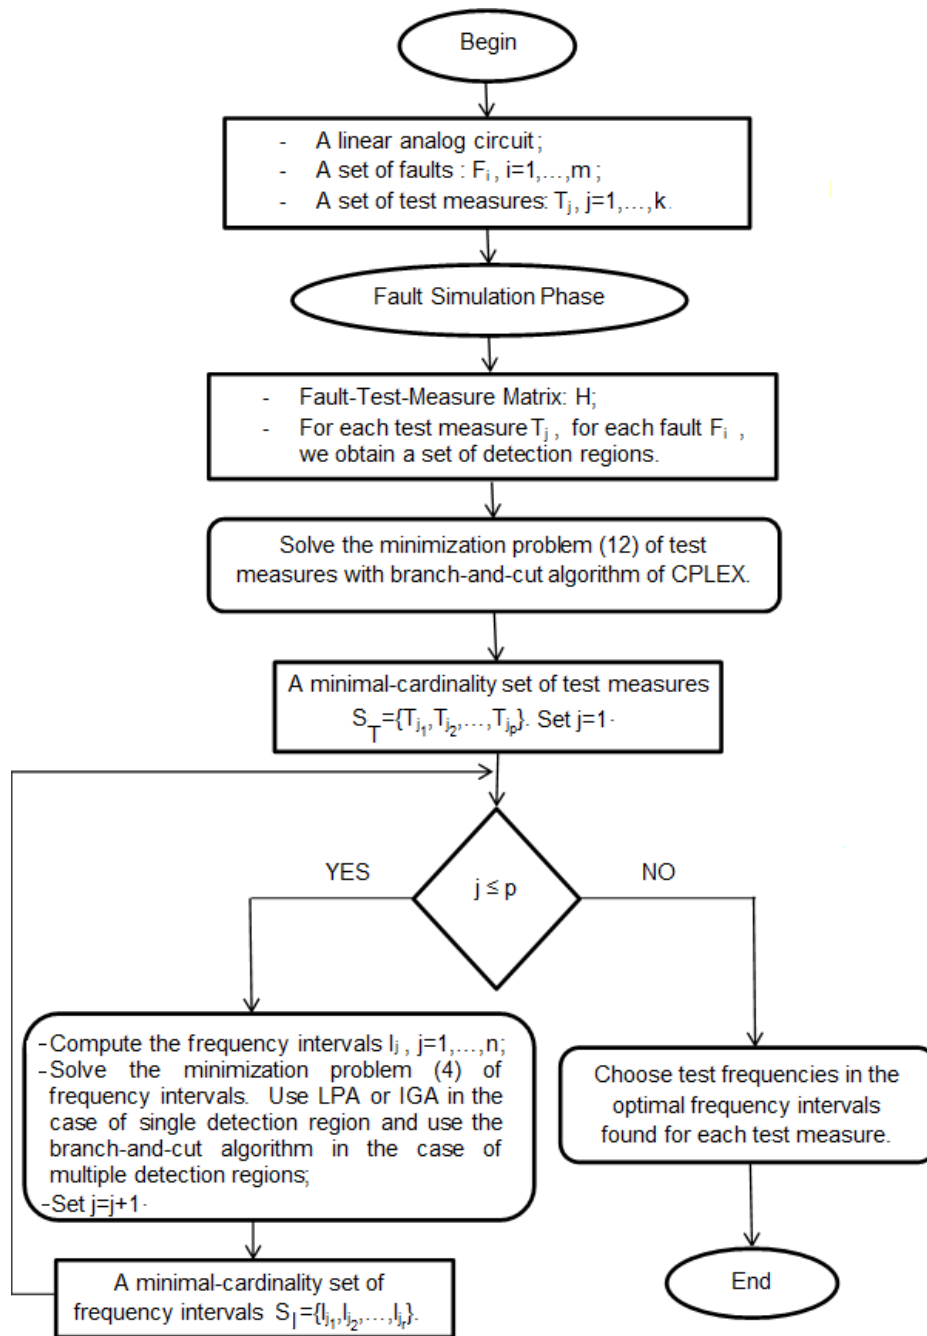 Begin
- A linear analog circuit;
- A set of faults : Fᵢ, i=1,...,m ;
- A set of test measures: Tⱼ, j=1,...,k.
Fault Simulation Phase
- Fault-Test-Measure Matrix: H;
- For each test measure Tⱼ , for each fault Fᵢ ,
we obtain a set of detection regions.
Solve the minimization problem (12) of test
measures with branch-and-cut algorithm of CPLEX.
A minimal-cardinality set of test measures
S_T={T_j₁,T_j₂,...,T_jₚ}. Set j=1.
YES
j ≤ p
NO
-Compute the frequency intervals Iⱼ , j=1,...,n;
-Solve the minimization problem (4) of
frequency intervals. Use LPA or IGA in the
case of single detection region and use the
branch-and-cut algorithm in the case of
multiple detection regions;
-Set j=j+1.
Choose test frequencies in the
optimal frequency intervals
found for each test measure.
A minimal-cardinality set of
frequency intervals S_I={I_j₁,I_j₂,...,I_jᵣ}.
End